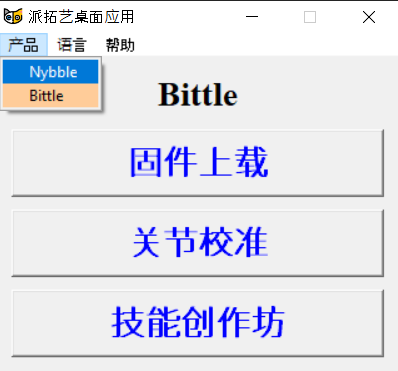 派拓艺桌面应用
产品 语言 帮助
Nybble
Bittle
Bittle
固件上载
关节校准
技能创作坊